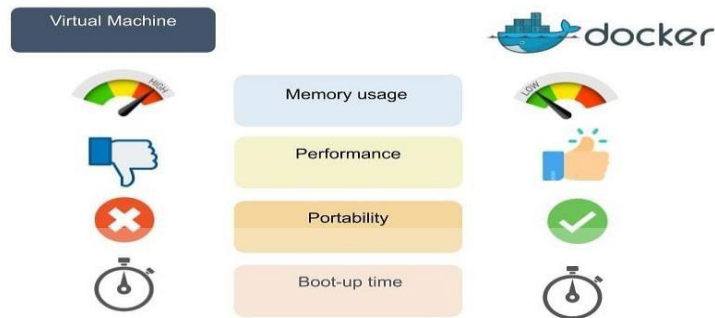 Virtual Machine
docker
HIGH
Memory usage
LOW
Performance
Portability
Boot-up time